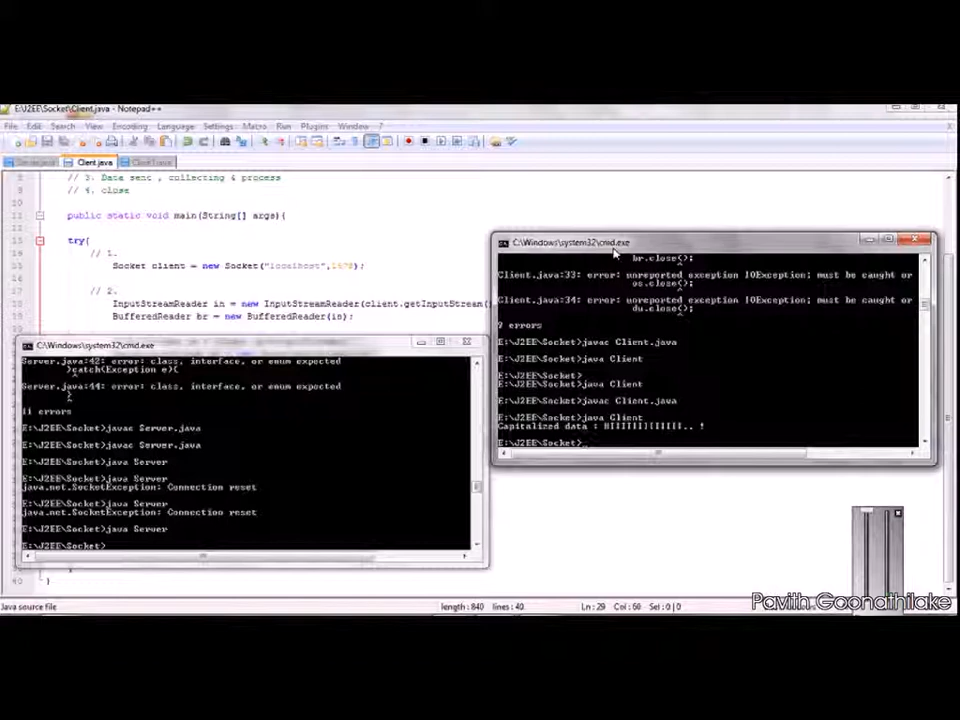 E:\J2EE\Socket\Client.java - Notepad++
File Edit Search View Encoding Language Settings Macro Run Plugins Window ?
Client.java
8 // 3. Data sent , collecting & process
9 // 4. close
10
11 public static void main(String[] args){
15 try{
16 // 1.
Socket client = new Socket("localhost",
// 2.
18 InputStreamReader in = new InputStreamReader(client.getInputStream(
BufferedReader br = new BufferedReader(in);
C:\Windows\system32\cmd.exe
br.close();
^
Client.java:33: error: unreported exception IOException; must be caught or
os.close();
^
Client.java:34: error: unreported exception IOException; must be caught or
du.close();
^
7 errors
E:\J2EE\Socket>javac Client.java
E:\J2EE\Socket>java Client
E:\J2EE\Socket>
E:\J2EE\Socket>java Client
E:\J2EE\Socket>javac Client.java
E:\J2EE\Socket>java Client
Capitalized data :
E:\J2EE\Socket>_
C:\Windows\system32\cmd.exe
Server.java:42: error: class, interface, or enum expected
}catch(Exception e){
^
Server.java:44: error: class, interface, or enum expected
}
^
11 errors
E:\J2EE\Socket>javac Server.java
E:\J2EE\Socket>javac Server.java
E:\J2EE\Socket>java Server
E:\J2EE\Socket>java Server
java.net.SocketException: Connection reset
E:\J2EE\Socket>java Server
java.net.SocketException: Connection reset
E:\J2EE\Socket>java Server
E:\J2EE\Socket>
40 }
Java source file length : 840 lines : 40 Ln : 29 Col : 60 Sel : 0 | 0
Pavith Goonathilake